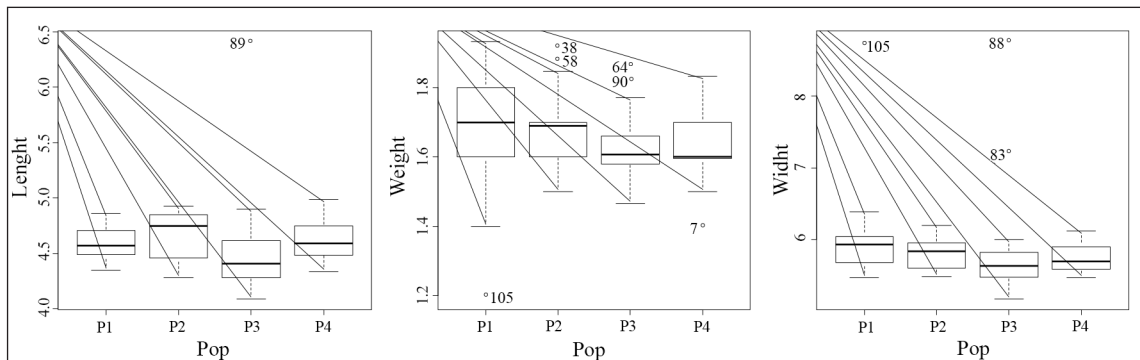 6.5
6.0
5.5
5.0
4.5
4.0
Lenght
89°
P1 P2 P3 P4
Pop
1.8
1.6
1.4
1.2
Weight
°38
°58
64°
90°
7°
°105
P1 P2 P3 P4
Pop
8
7
6
Widht
°105
88°
83°
P1 P2 P3 P4
Pop